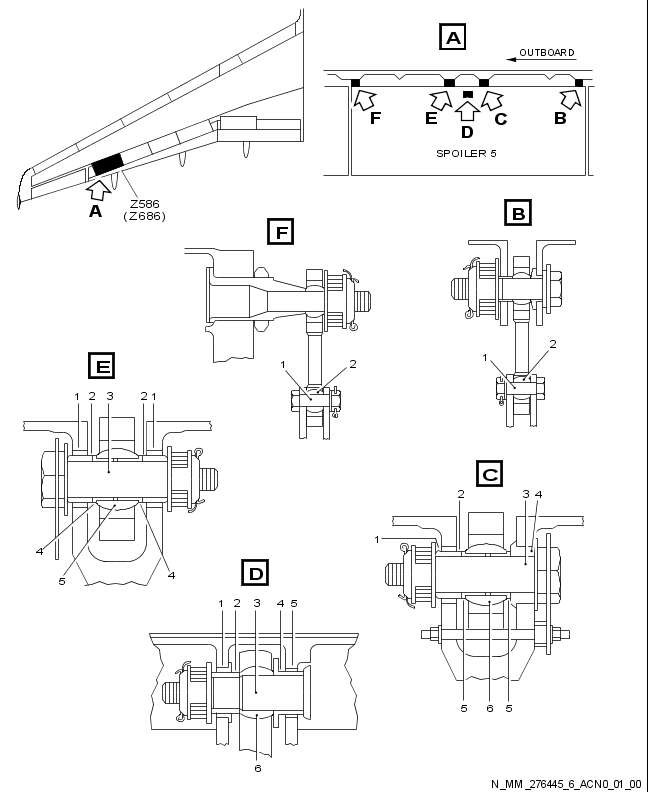 A
OUTBOARD
F
E
D
C
B
SPOILER 5
A
Z586
(Z686)
F
B
1
2
1
2
E
1 2 3 2 1
4
5
4
C
2 3 4
1
5 6 5
D
1 2 3 4 5
6
N_MM_276445_6_ACN0_01_00